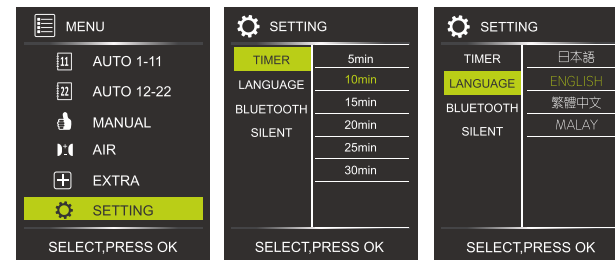 MENU
11 AUTO 1-11
22 AUTO 12-22
MANUAL
AIR
EXTRA
SETTING
SELECT,PRESS OK
SETTING
TIMER
LANGUAGE
BLUETOOTH
SILENT
5min
10min
15min
20min
25min
30min
SELECT,PRESS OK
SETTING
TIMER
LANGUAGE
BLUETOOTH
SILENT
日本語
ENGLISH
繁體中文
MALAY
SELECT,PRESS OK